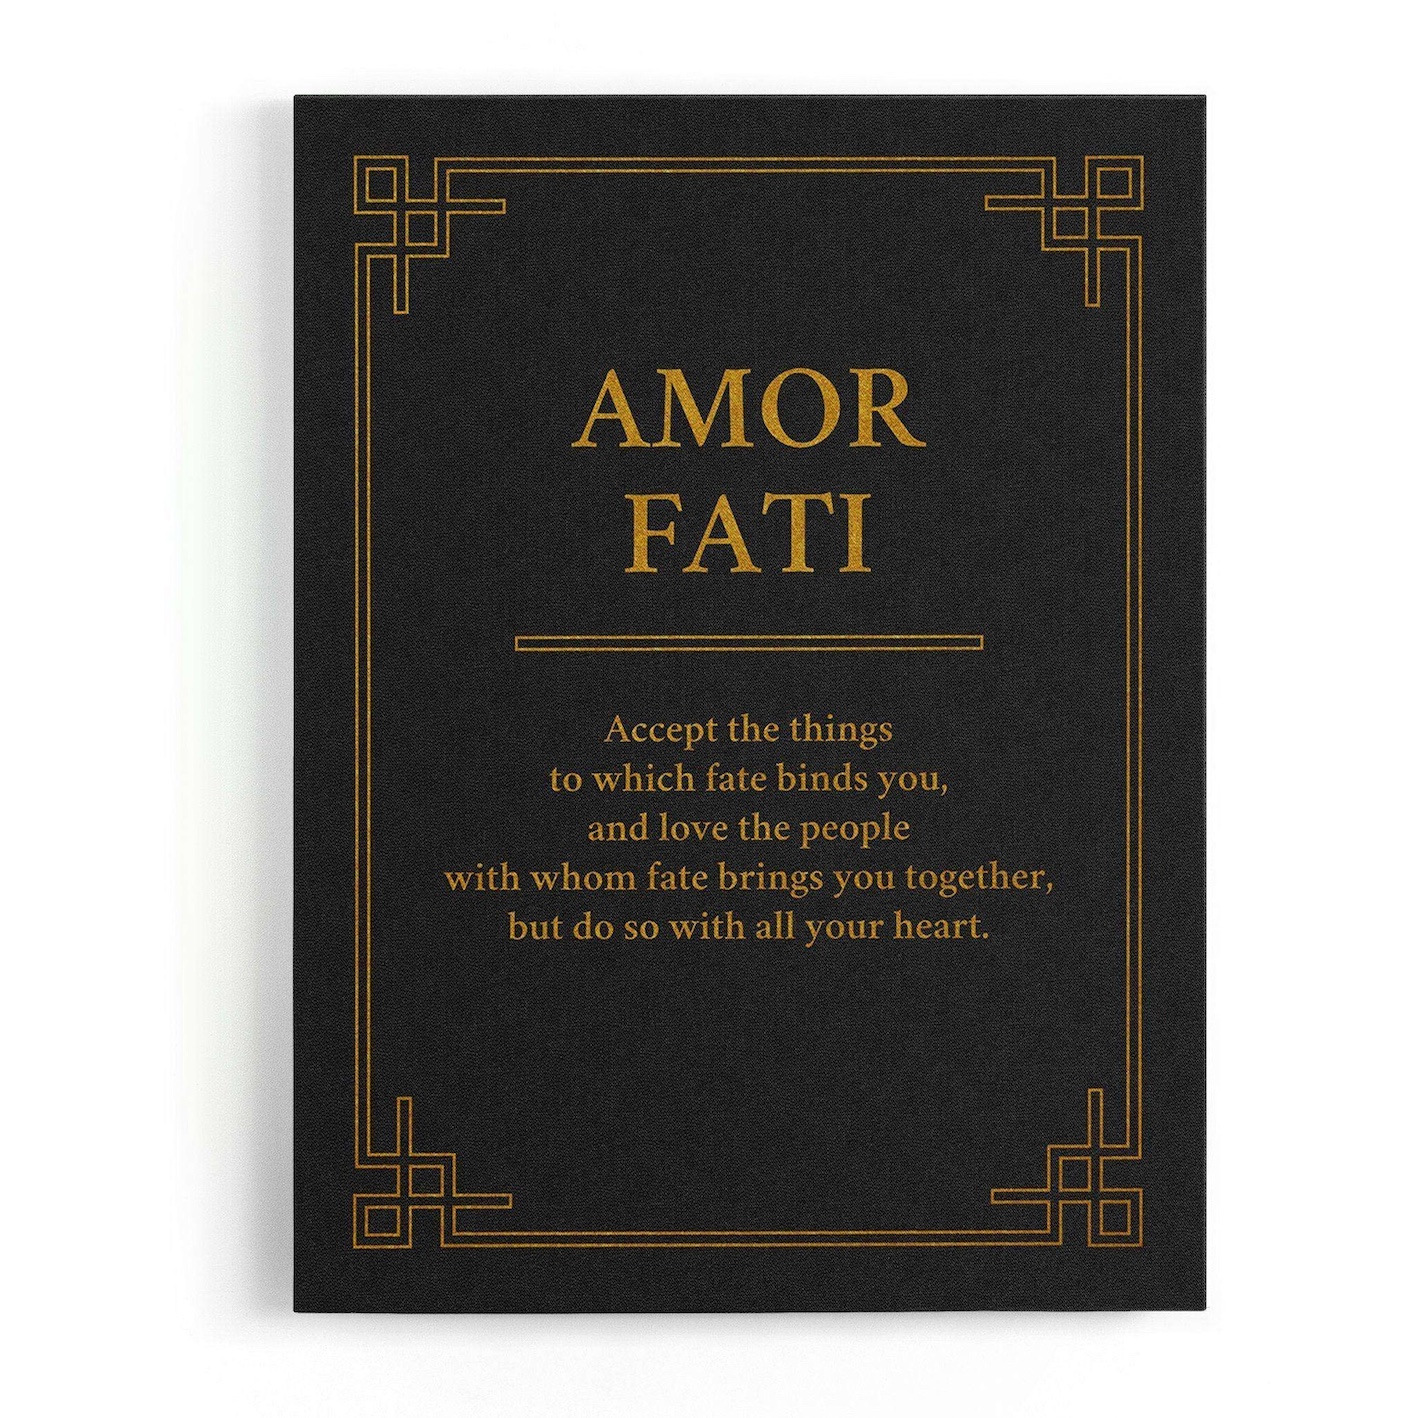 AMOR
FATI
Accept the things
to which fate binds you,
and love the people
with whom fate brings you together,
but do so with all your heart.